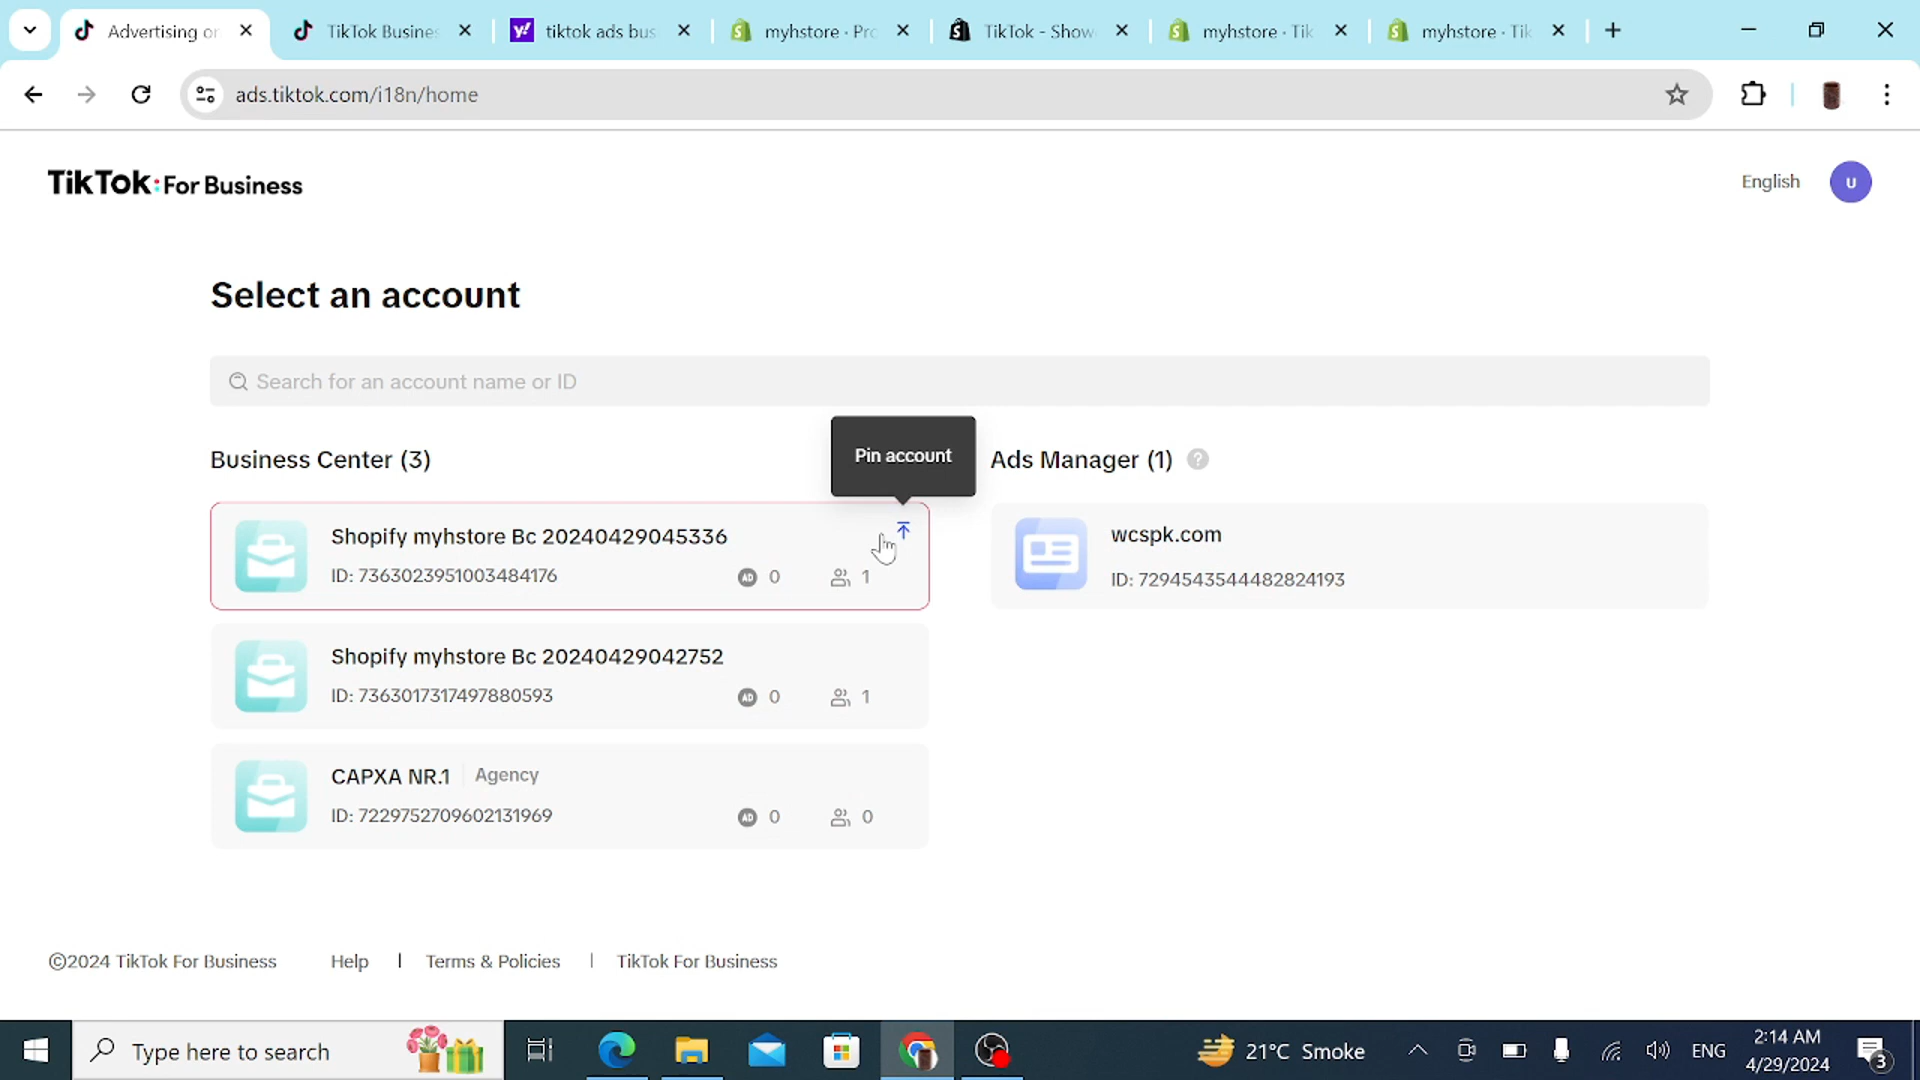 Advertising or
TikTok Busines
tiktok ads bus
myhstore · Pro
TikTok - Show
myhstore · Tik
myhstore · Tik
ads.tiktok.com/i18n/home
TikTok: For Business
English
U
Select an account
Search for an account name or ID
Pin account
Business Center (3)
Ads Manager (1) ?
Shopify myhstore Bc 20240429045336
ID: 7363023951003484176
AD 0
1
wcspk.com
ID: 7294543544482824193
Shopify myhstore Bc 20240429042752
ID: 7363017317497880593
AD 0
1
CAPXA NR.1 | Agency
ID: 7229752709602131969
AD 0
0
©2024 TikTok For Business
Help | Terms & Policies | TikTok For Business
Type here to search
21°C Smoke
ENG
2:14 AM
4/29/2024
3